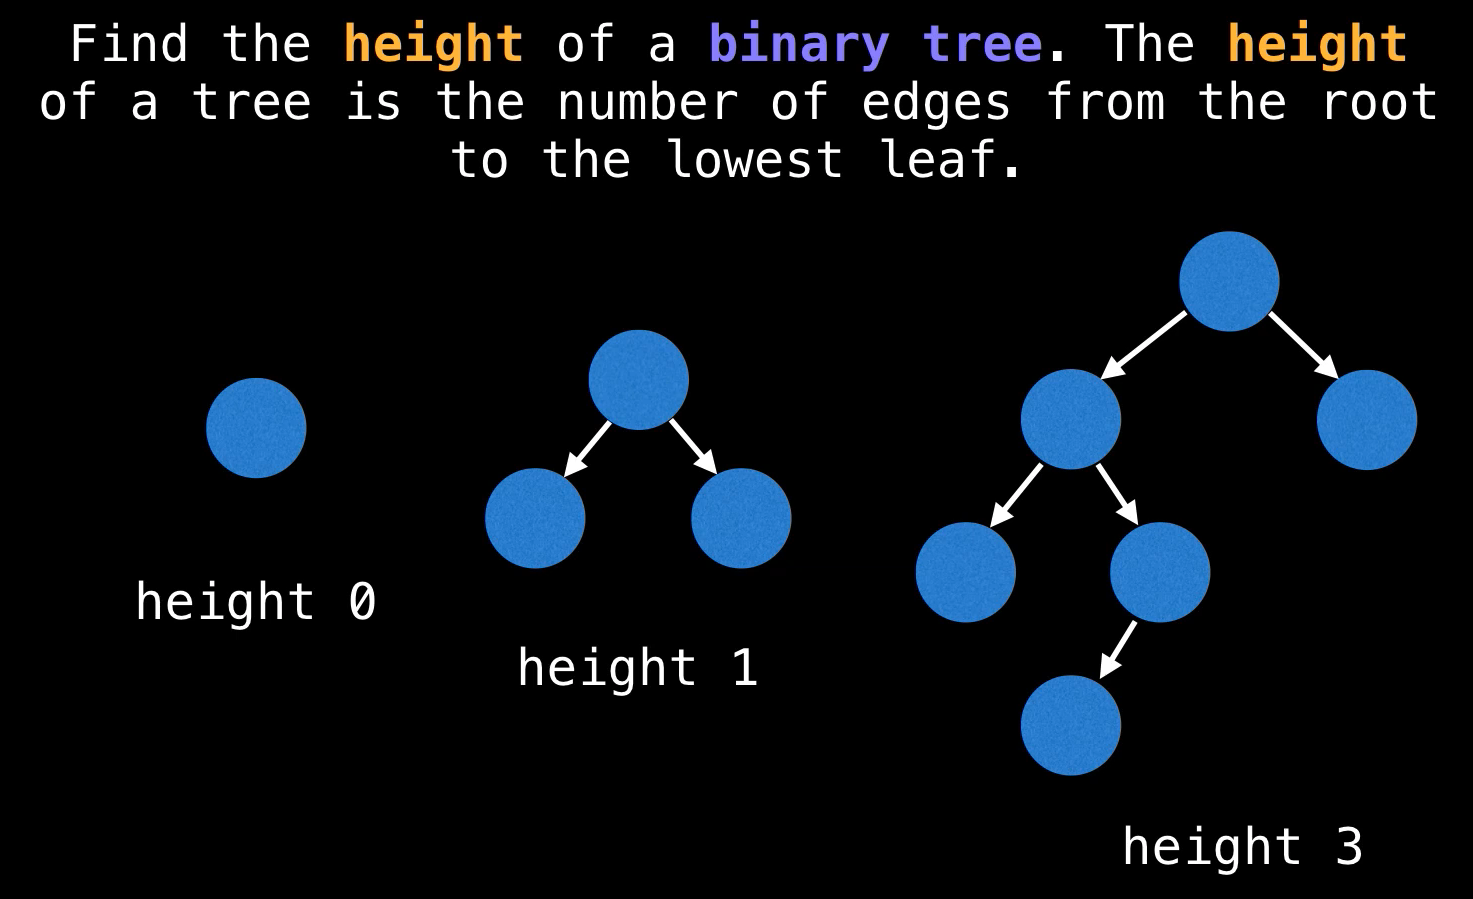 Find the height of a binary tree. The height
of a tree is the number of edges from the root
to the lowest leaf.
height 0
height 1
height 3